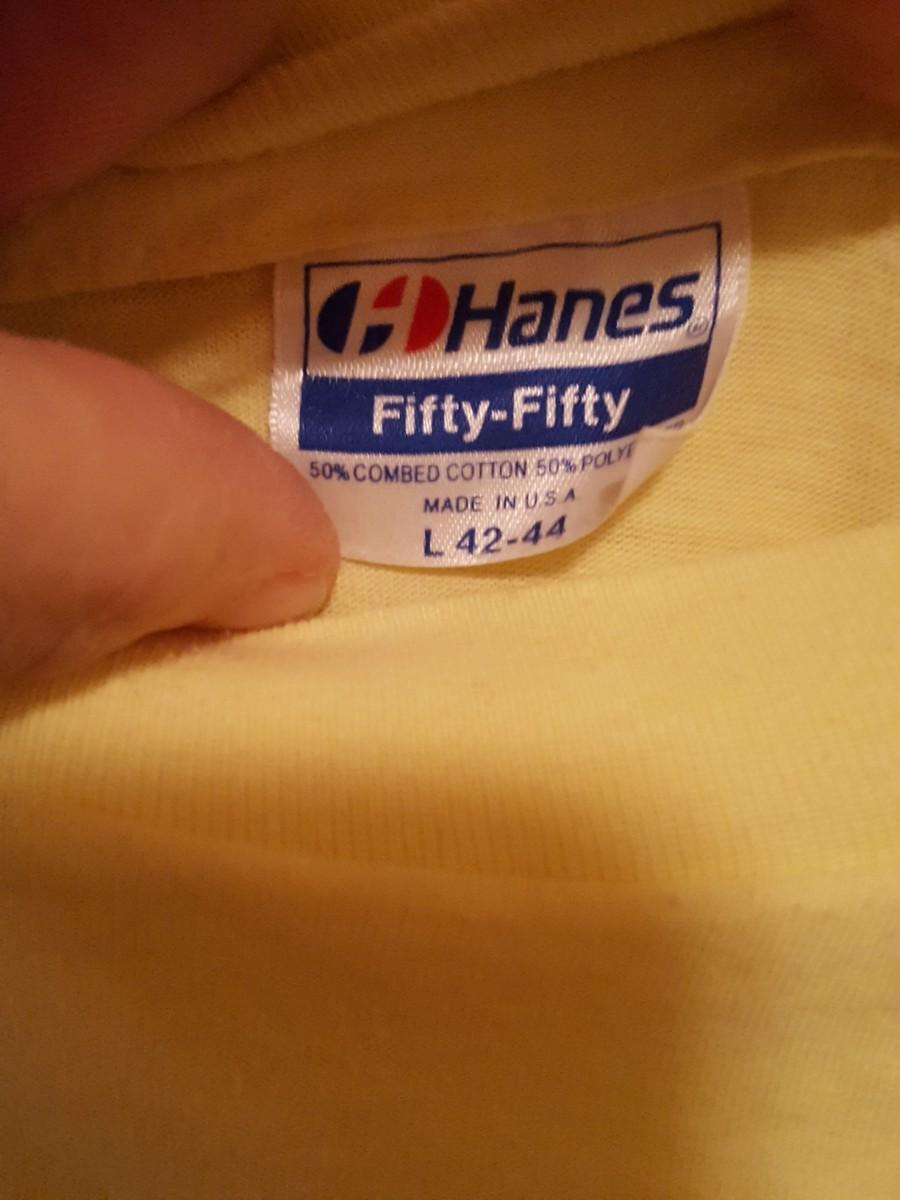 Hanes®
Fifty-Fifty
50% COMBED COTTON 50% POLYE
MADE IN U.S A
L 42-44